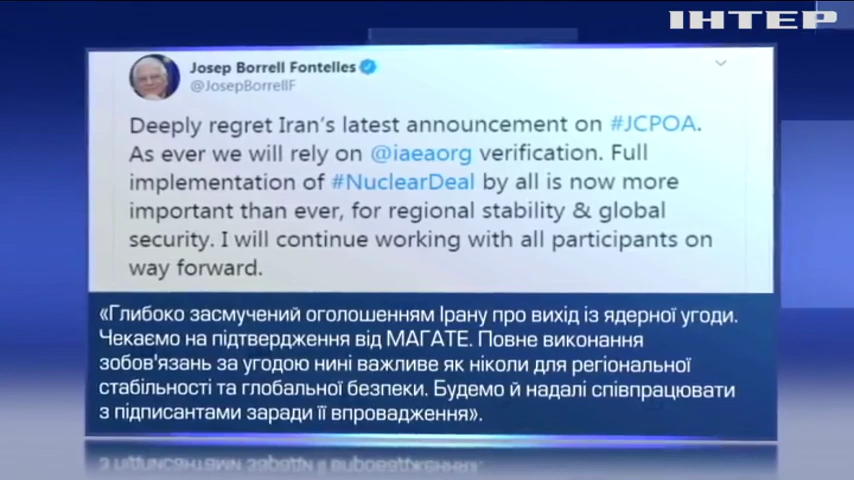 ІНТЕР
Josep Borrell Fontelles
@JosepBorrellF
Deeply regret Iran's latest announcement on #JCPOA.
As ever we will rely on @iaeaorg verification. Full
implementation of #NuclearDeal by all is now more
important than ever, for regional stability & global
security. I will continue working with all participants on
way forward.
«Глибоко засмучений оголошенням Ірану про вихід із ядерної угоди.
Чекаємо на підтвердження від МАГАТЕ. Повне виконання
зобов'язань за угодою нині важливе як ніколи для регіональної
стабільності та глобальної безпеки. Будемо й надалі співпрацювати
з підписантами заради її впровадження».